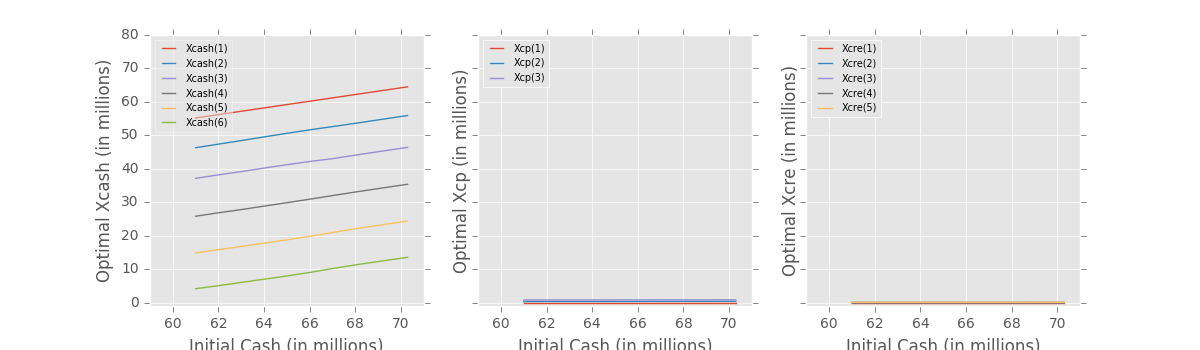 80
70
60
50
40
30
20
10
0
Optimal Xcash (in millions)
Xcash(1)
Xcash(2)
Xcash(3)
Xcash(4)
Xcash(5)
Xcash(6)
60 62 64 66 68 70
Initial Cash (in millions)
Optimal Xcp (in millions)
Xcp(1)
Xcp(2)
Xcp(3)
60 62 64 66 68 70
Initial Cash (in millions)
Optimal Xcre (in millions)
Xcre(1)
Xcre(2)
Xcre(3)
Xcre(4)
Xcre(5)
60 62 64 66 68 70
Initial Cash (in millions)